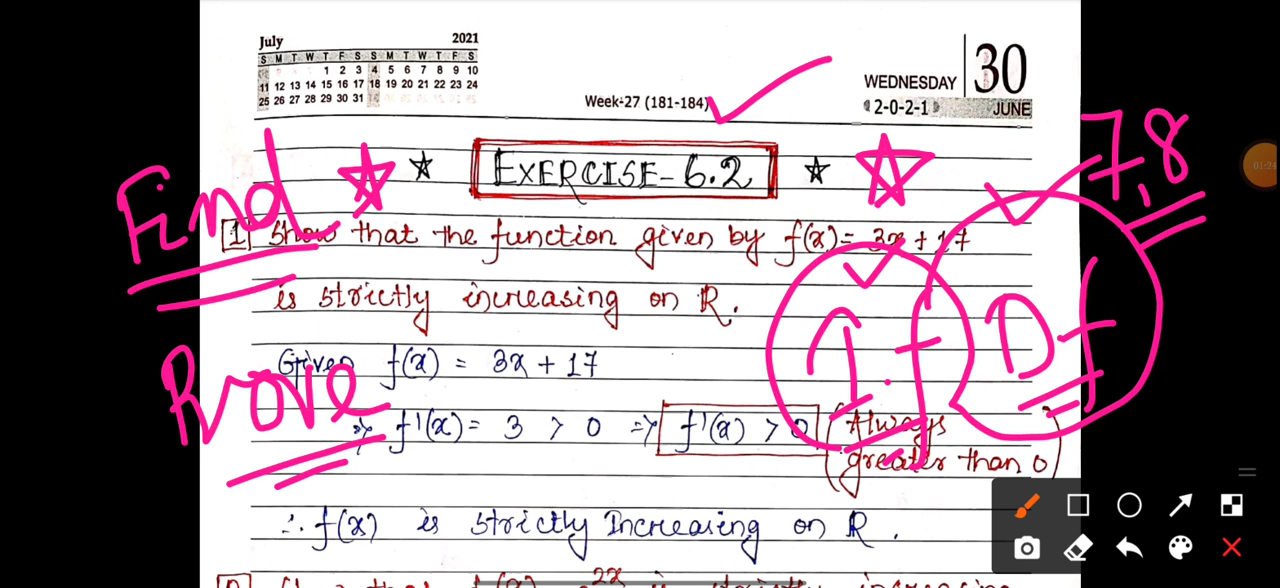 July 2021
S M T W T F S S M T W T F S
1 2 3 4 5 6 7 8 9 10
11 12 13 14 15 16 17 18 19 20 21 22 23 24
25 26 27 28 29 30 31
Week-27 (181-184)
WEDNESDAY 30
2-0-2-1 JUNE
7,8
EXERCISE-6.2
Find
1 Show that the function given by f(x) = 3x + 17
is strictly increasing on R.
I.f Df
Given f(x) = 3x + 17
Prove
=> f'(x) = 3 > 0 => f'(x) > 0 (Always
greater than 0)
∴ f(x) is strictly Increasing on R.
2x
01:24